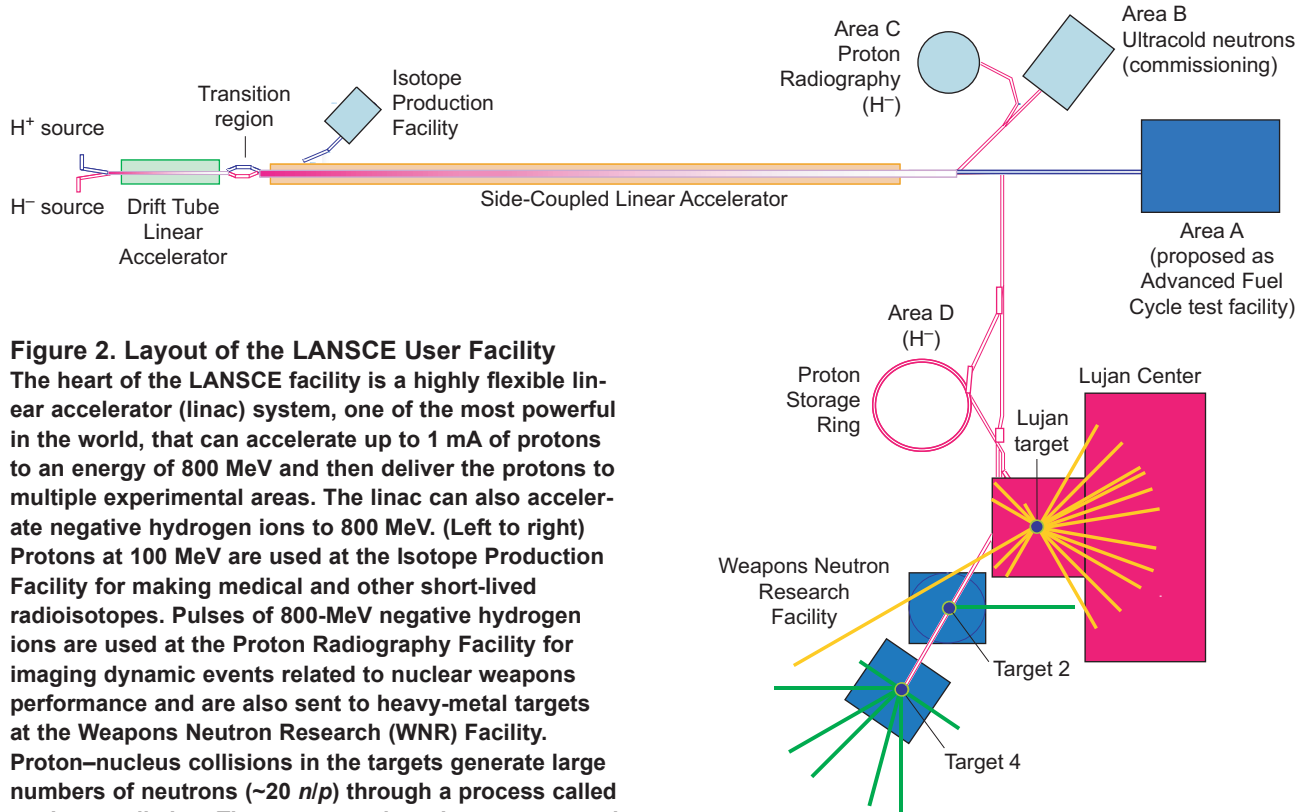 Area B
Ultracold neutrons
(commissioning)
Area C
Proton
Radiography
(H–)
Isotope
Production
Facility
Transition
region
H+ source
H– source
Drift Tube
Linear
Accelerator
Side-Coupled Linear Accelerator
Area A
(proposed as
Advanced Fuel
Cycle test facility)
Area D
(H–)
Proton
Storage
Ring
Lujan Center
Lujan
target
Weapons Neutron
Research
Facility
Target 2
Target 4
Figure 2. Layout of the LANSCE User Facility
The heart of the LANSCE facility is a highly flexible lin-
ear accelerator (linac) system, one of the most powerful
in the world, that can accelerate up to 1 mA of protons
to an energy of 800 MeV and then deliver the protons to
multiple experimental areas. The linac can also acceler-
ate negative hydrogen ions to 800 MeV. (Left to right)
Protons at 100 MeV are used at the Isotope Production
Facility for making medical and other short-lived
radioisotopes. Pulses of 800-MeV negative hydrogen
ions are used at the Proton Radiography Facility for
imaging dynamic events related to nuclear weapons
performance and are also sent to heavy-metal targets
at the Weapons Neutron Research (WNR) Facility.
Proton–nucleus collisions in the targets generate large
numbers of neutrons (~20 n/p) through a process called